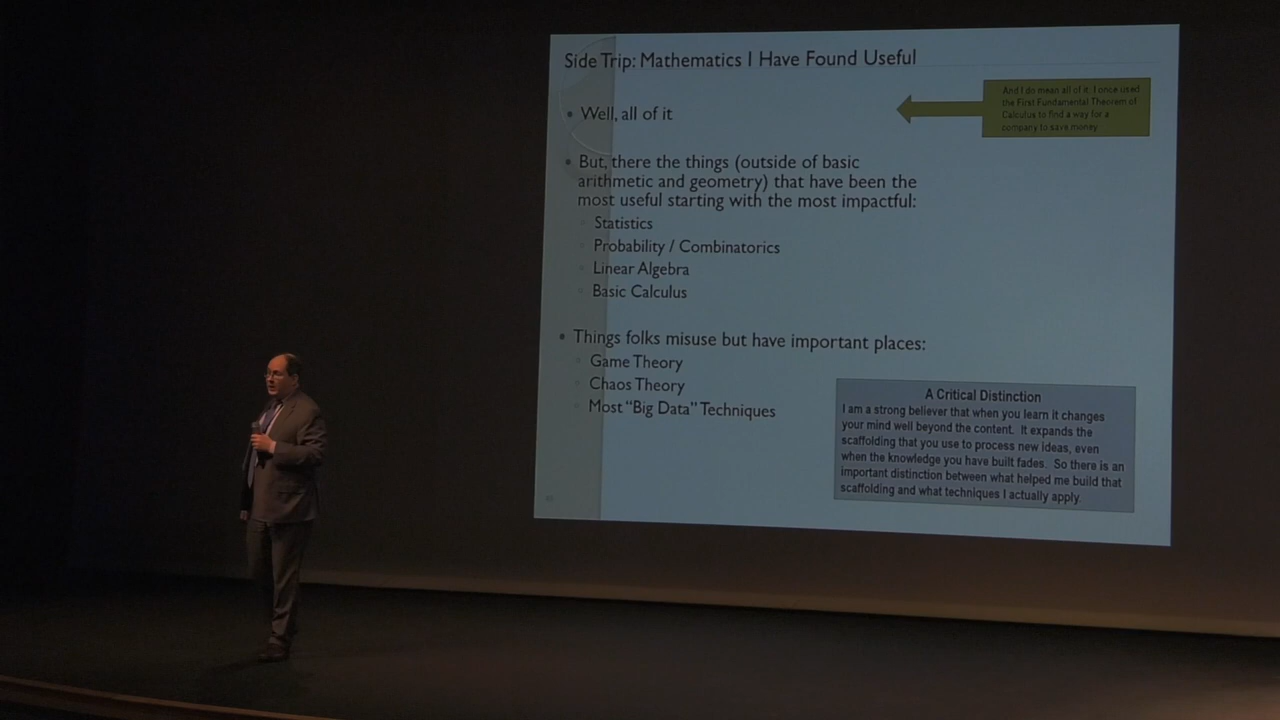 Side Trip: Mathematics I Have Found Useful
• Well, all of it
And I do mean all of it. I once used
the First Fundamental Theorem of
Calculus to find a way for a
company to save money.
• But, there the things (outside of basic
arithmetic and geometry) that have been the
most useful starting with the most impactful:
Statistics
Probability / Combinatorics
Linear Algebra
Basic Calculus
• Things folks misuse but have important places:
Game Theory
Chaos Theory
Most "Big Data" Techniques
A Critical Distinction
I am a strong believer that when you learn it changes
your mind well beyond the content. It expands the
scaffolding that you use to process new ideas, even
when the knowledge you have built fades. So there is an
important distinction between what helped me build that
scaffolding and what techniques I actually apply.